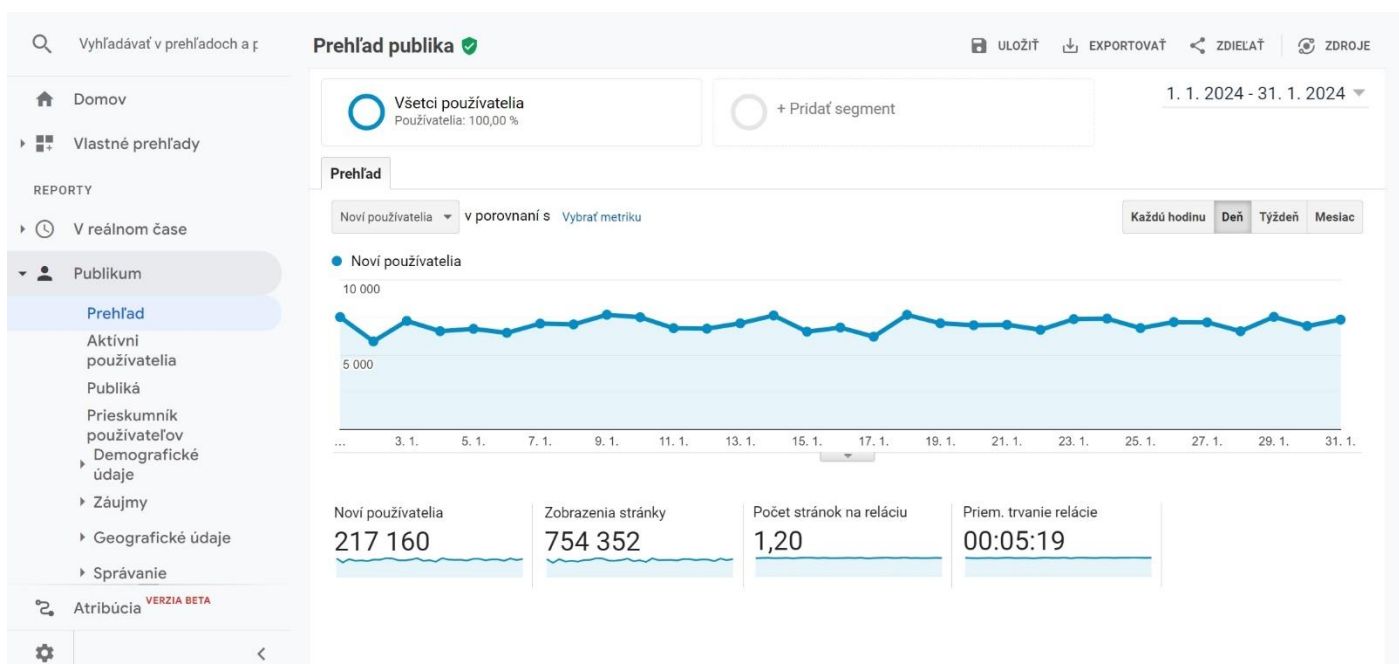 Vyhľadávať v prehľadoch a p
Domov
Vlastné prehľady
REPORTY
V reálnom čase
Publikum
Prehľad
Aktívni
používatelia
Publiká
Prieskumník
používateľov
Demografické
údaje
Záujmy
Geografické údaje
Správanie
Atribúcia VERZIA BETA
Prehľad publika
ULOŽIŤ EXPORTOVAŤ ZDIEĽAŤ ZDROJE
Všetci používatelia
Používatelia: 100,00 %
+ Pridať segment
1. 1. 2024 - 31. 1. 2024
Prehľad
Noví používatelia v porovnaní s Vybrať metriku
Každú hodinu Deň Týždeň Mesiac
Noví používatelia
10 000
5 000
... 3. 1. 5. 1. 7. 1. 9. 1. 11. 1. 13. 1. 15. 1. 17. 1. 19. 1. 21. 1. 23. 1. 25. 1. 27. 1. 29. 1. 31. 1.
Noví používatelia
217 160
Zobrazenia stránky
754 352
Počet stránok na reláciu
1,20
Priem. trvanie relácie
00:05:19